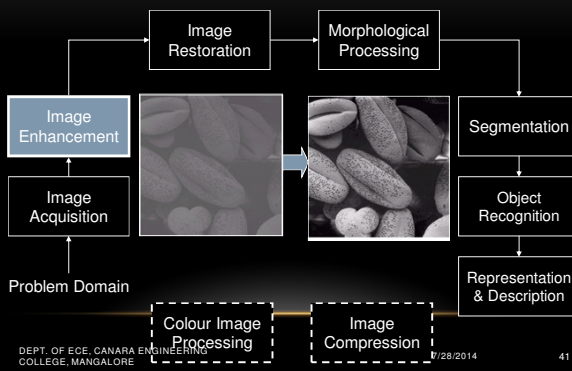 Image
Restoration
Morphological
Processing
Image
Enhancement
Segmentation
Image
Acquisition
Object
Recognition
Problem Domain
Representation
& Description
Colour Image
Processing
Image
Compression
DEPT. OF ECE, CANARA ENGINEERING
COLLEGE, MANGALORE
7/28/2014
41